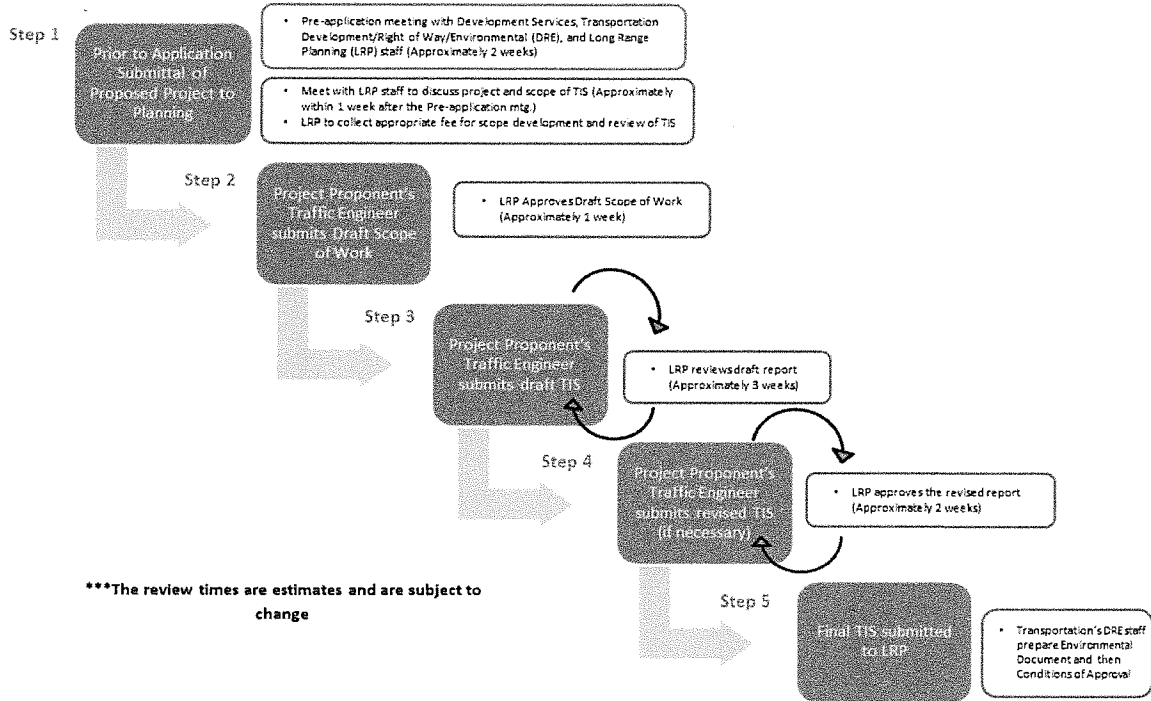 Step 1
Prior to Application
Submittal of
Proposed Project to
Planning
• Pre-application meeting with Development Services, Transportation
Development/Right of Way/Environmental (DRE), and Long Range
Planning (LRP) staff (Approximately 2 weeks)
• Meet with LRP staff to discuss project and scope of TIS (Approximately
within 1 week after the Pre-application mtg.)
• LRP to collect appropriate fee for scope development and review of TIS
Step 2
Project Proponent's
Traffic Engineer
submits Draft Scope
of Work
• LRP Approves Draft Scope of Work
(Approximately 1 week)
Step 3
Project Proponent's
Traffic Engineer
submits draft TIS
• LRP reviews draft report
(Approximately 3 weeks)
Step 4
Project Proponent's
Traffic Engineer
submits revised TIS
(if necessary)
• LRP approves the revised report
(Approximately 2 weeks)
***The review times are estimates and are subject to
change
Step 5
Final TIS submitted
to LRP
• Transportation's DRE staff
prepare Environmental
Document and then
Conditions of Approval